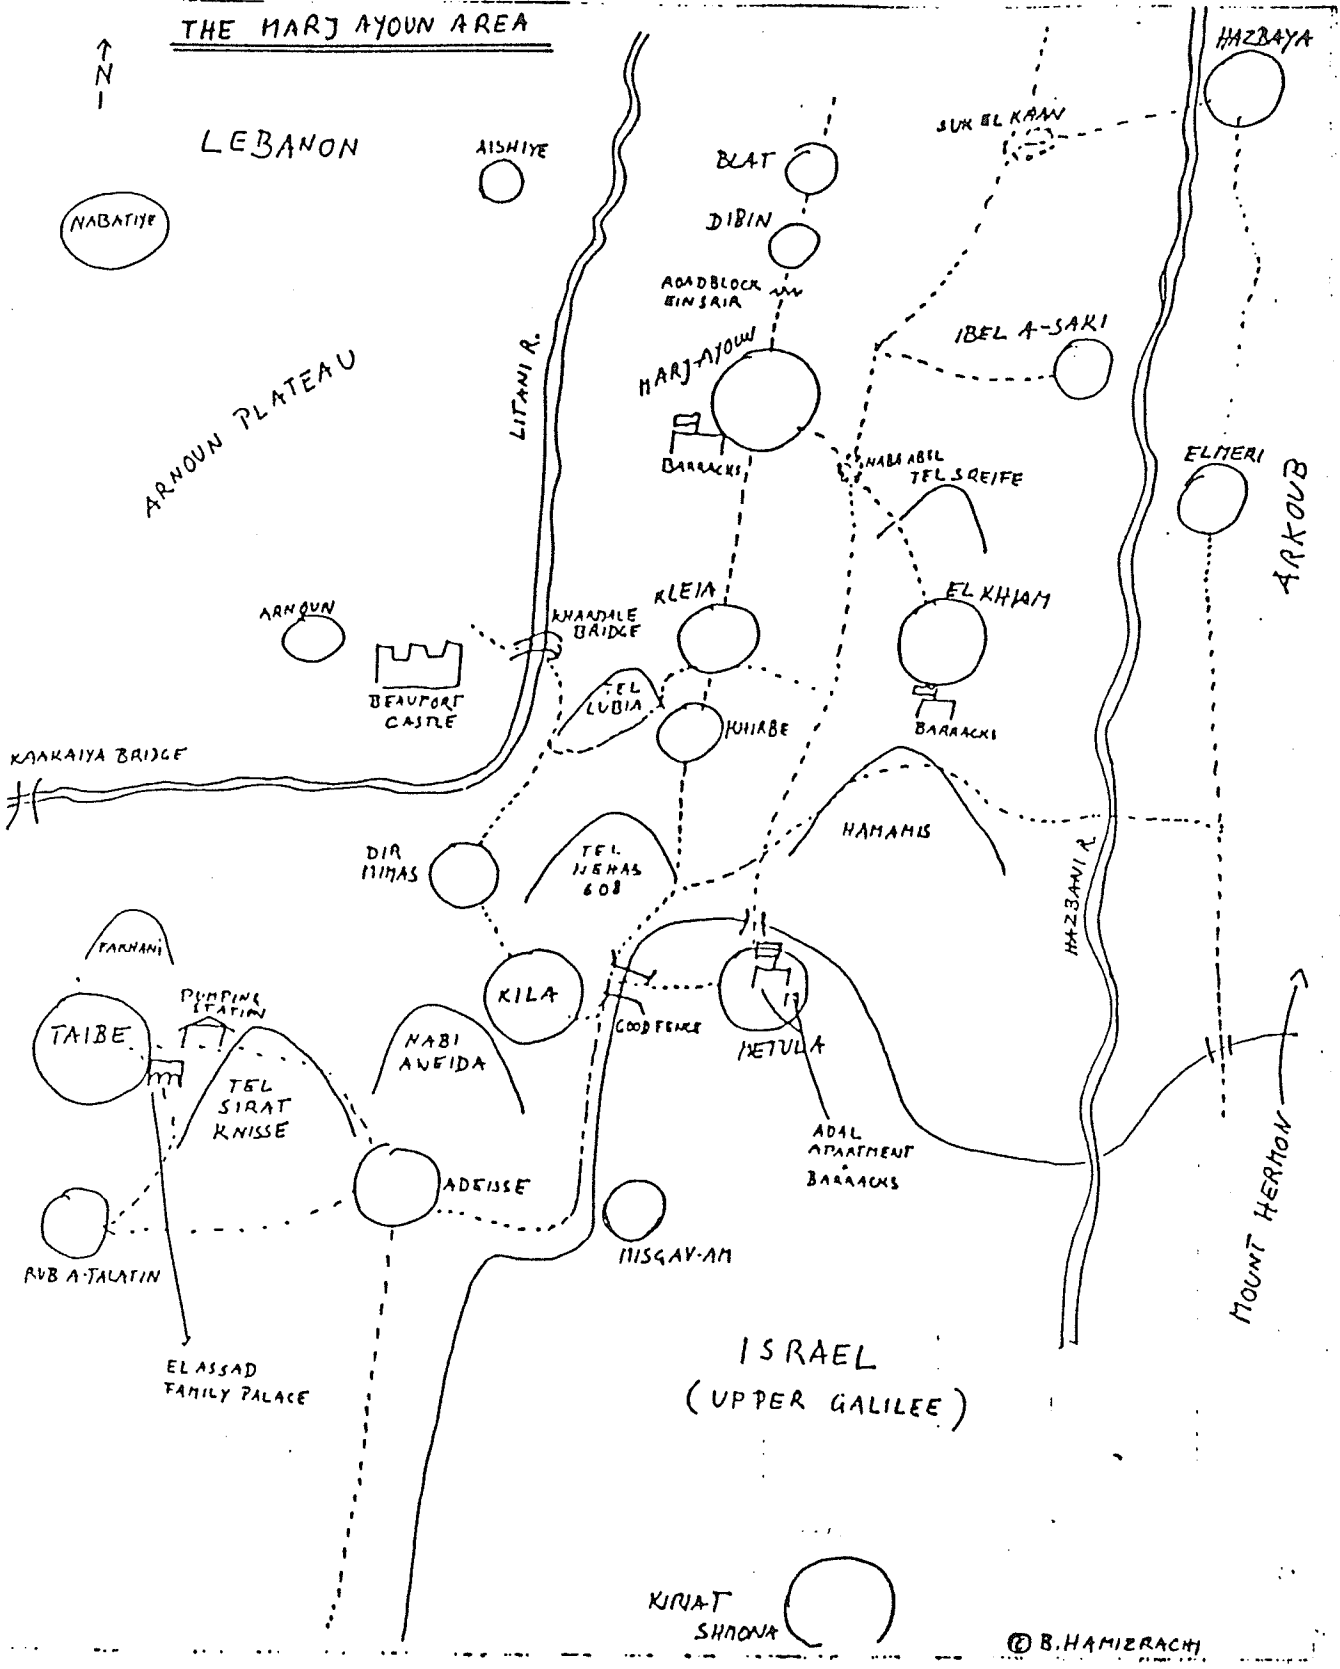 THE MARJ AYOUN AREA
N
LEBANON
HAZBAYA
SUK EL KAAN
AISHIYE
BLAT
NABATIYE
DIBIN
ROADBLOCK
EINSRIR
IBEL A-SAKI
MARJ-AYOUN
LITANI R.
ARNOUN PLATEAU
BARRACKS
NABS ABEL
TEL SREIFE
ELMERI
ARKOUB
ARNOUN
KHARDALE
BRIDGE
KLEIA
EL KHIAM
BEAUFORT
CASTLE
TEL
LUBIA
KHIRBE
BARRACKS
KAAKAIYA BRIDGE
DIR
MIMAS
TEL
NEHAS
608
HAMAMIS
HAZBANI R.
FARHANI
PUMPING
STATION
TAIBE
KILA
NABI
AWEIDA
GOOD FENCE
METULA
TEL
SIRAT
KNISSE
ADAL
APARTMENT
&
BARRACKS
ADEISSE
MISGAV-AM
RUB A-TALATIN
MOUNT HERMON
EL ASSAD
FAMILY PALACE
ISRAEL
(UPPER GALILEE)
KIRIAT
SHMONA
© B. HAMIZRACHI